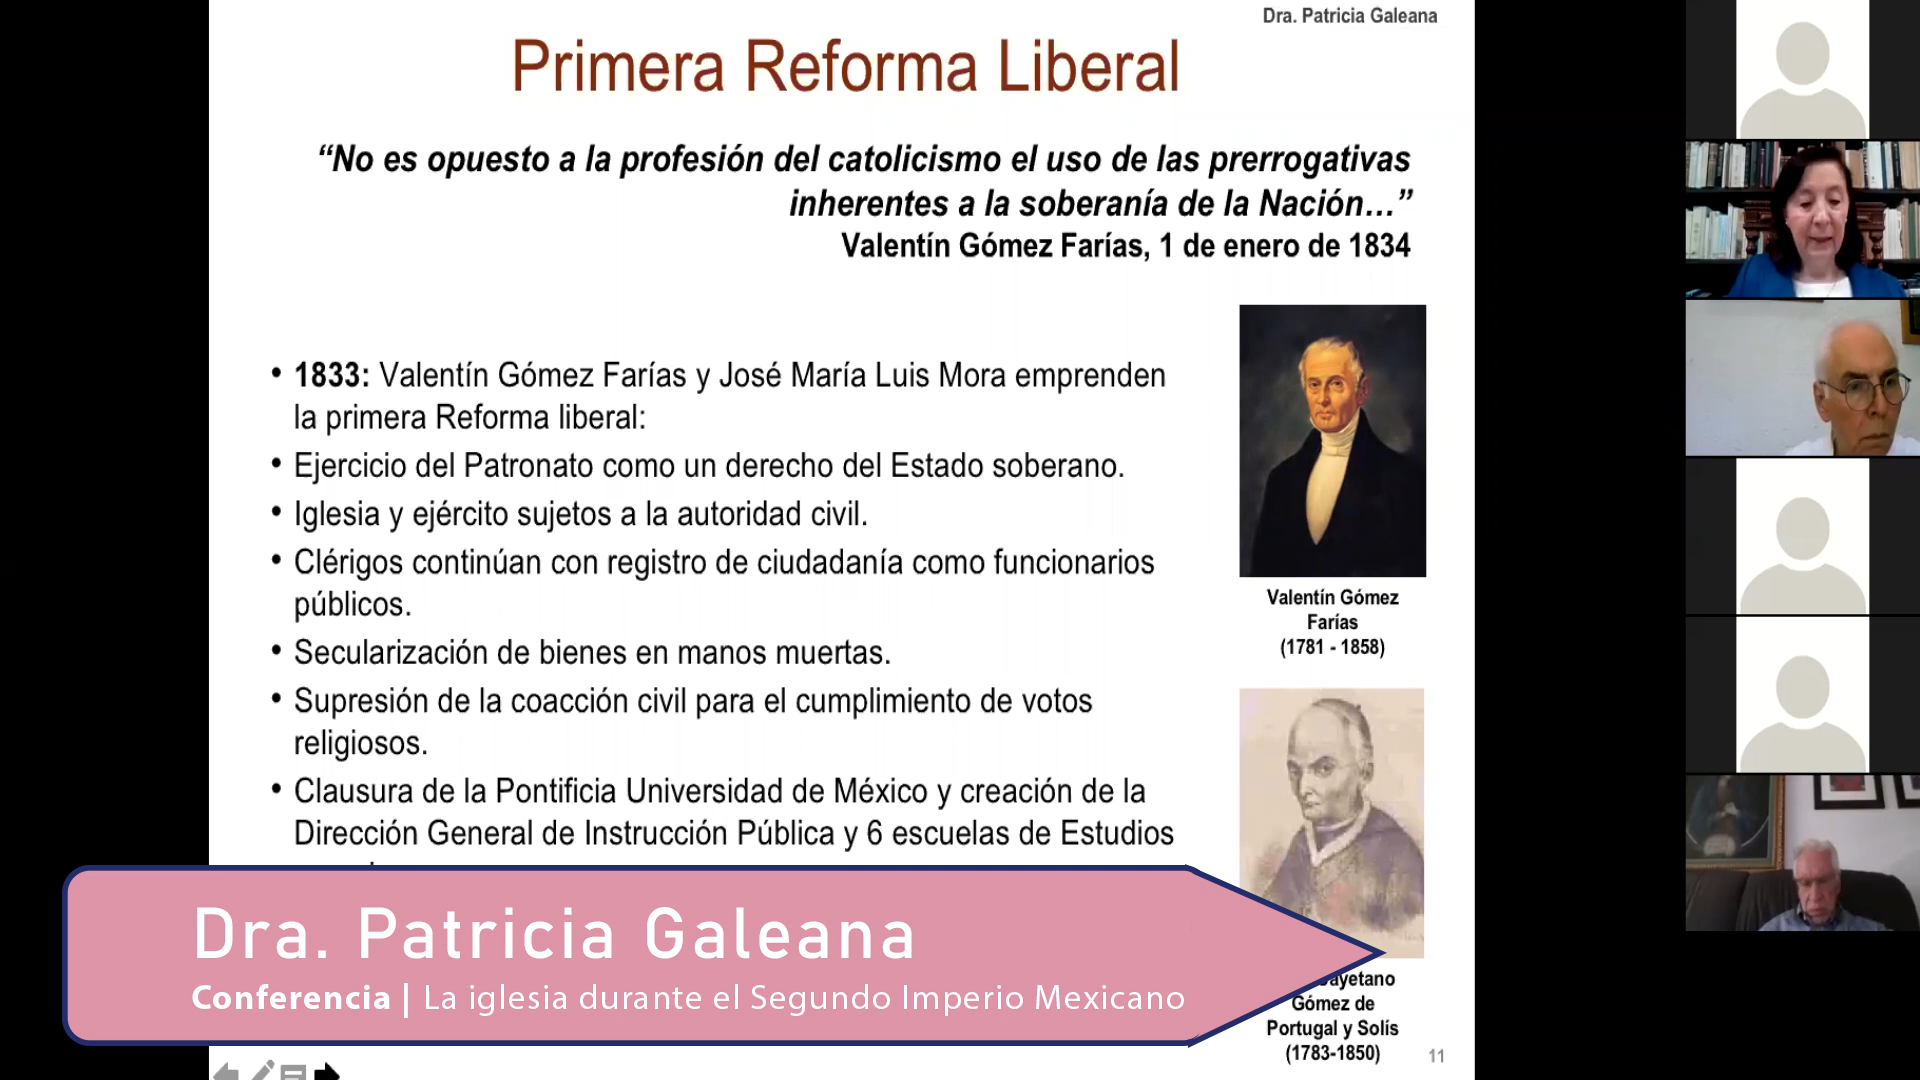 Dra. Patricia Galeana
Primera Reforma Liberal
“No es opuesto a la profesión del catolicismo el uso de las prerrogativas
inherentes a la soberanía de la Nación…”
Valentín Gómez Farías, 1 de enero de 1834
• 1833: Valentín Gómez Farías y José María Luis Mora emprenden
la primera Reforma liberal:
• Ejercicio del Patronato como un derecho del Estado soberano.
• Iglesia y ejército sujetos a la autoridad civil.
• Clérigos continúan con registro de ciudadanía como funcionarios
públicos.
• Secularización de bienes en manos muertas.
• Supresión de la coacción civil para el cumplimiento de votos
religiosos.
• Clausura de la Pontificia Universidad de México y creación de la
Dirección General de Instrucción Pública y 6 escuelas de Estudios
Valentín Gómez
Farías
(1781 - 1858)
Gómez de
Portugal y Solís
(1783-1850)
11
Dra. Patricia Galeana
Conferencia | La iglesia durante el Segundo Imperio Mexicano